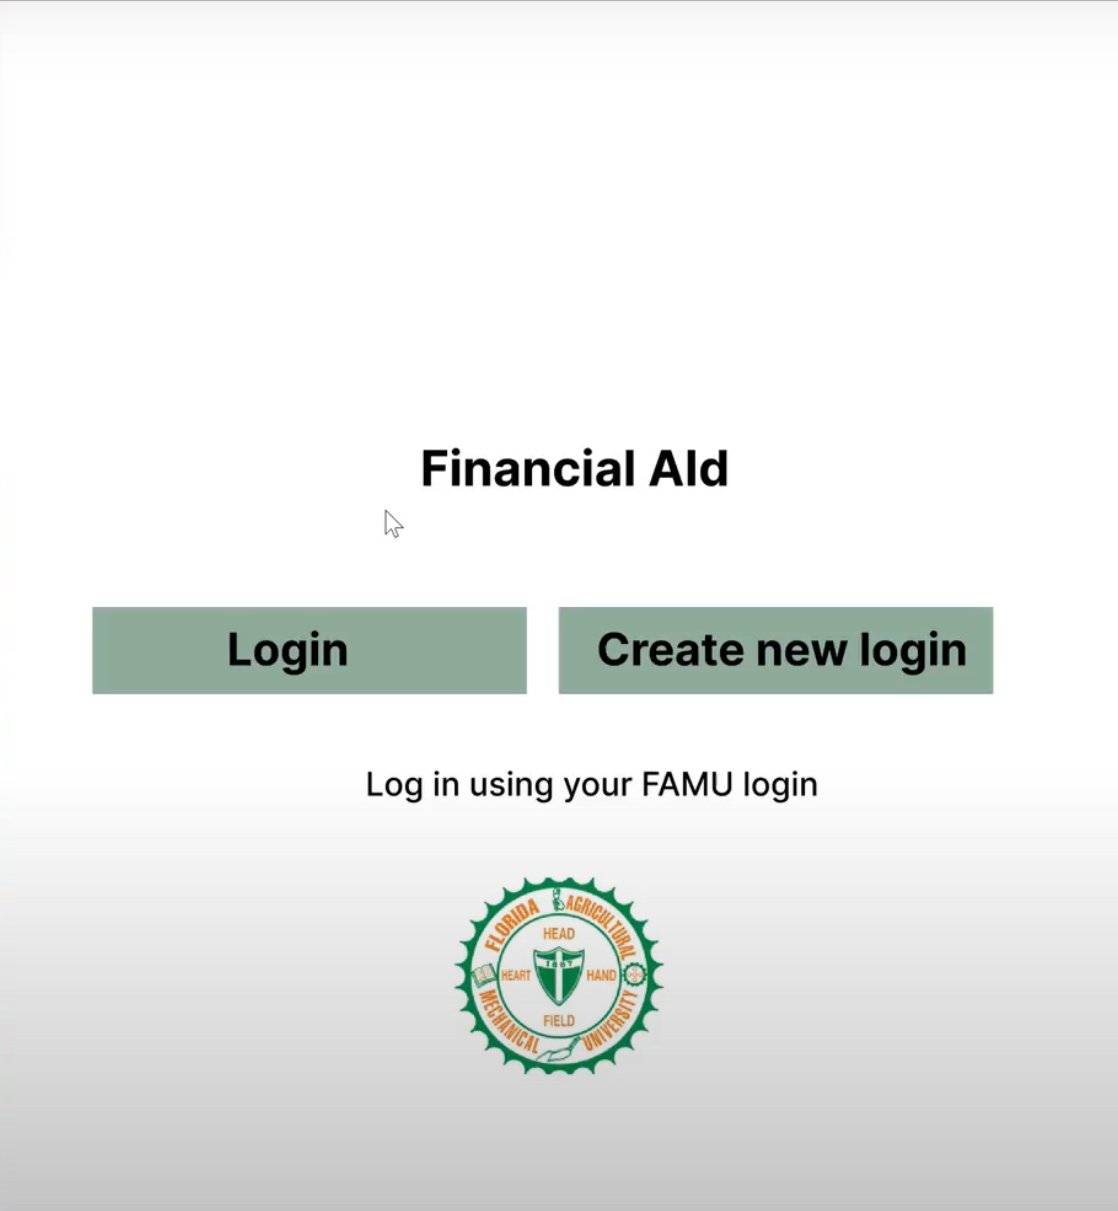 Financial AId
Login
Create new login
Log in using your FAMU login
FLORIDA AGRICULTURAL
HEAD
1887
HEART
HAND
FIELD
MECHANICAL UNIVERSITY